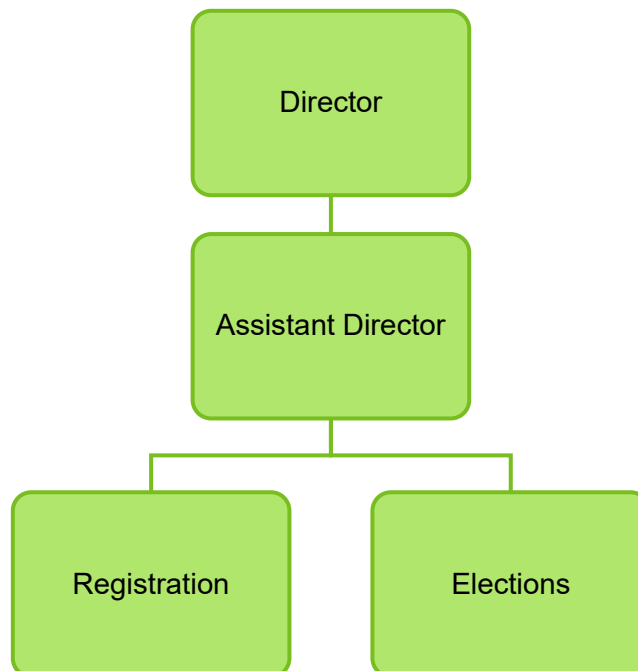 Director
Assistant Director
Registration
Elections